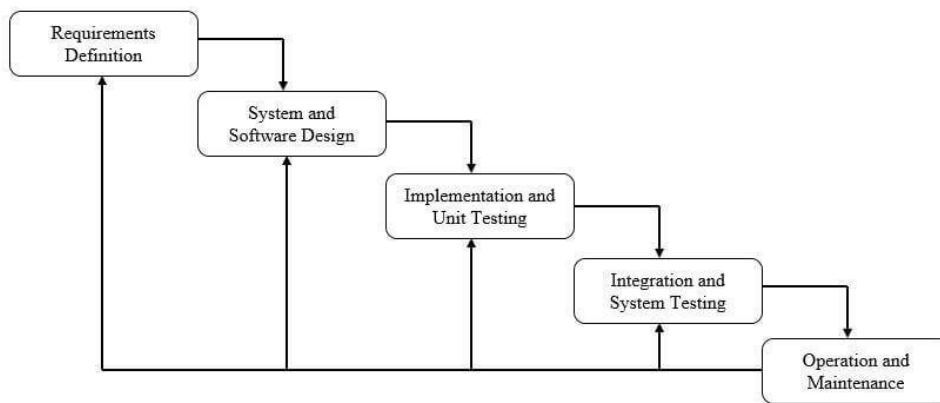 Requirements
Definition
System and
Software Design
Implementation and
Unit Testing
Integration and
System Testing
Operation and
Maintenance